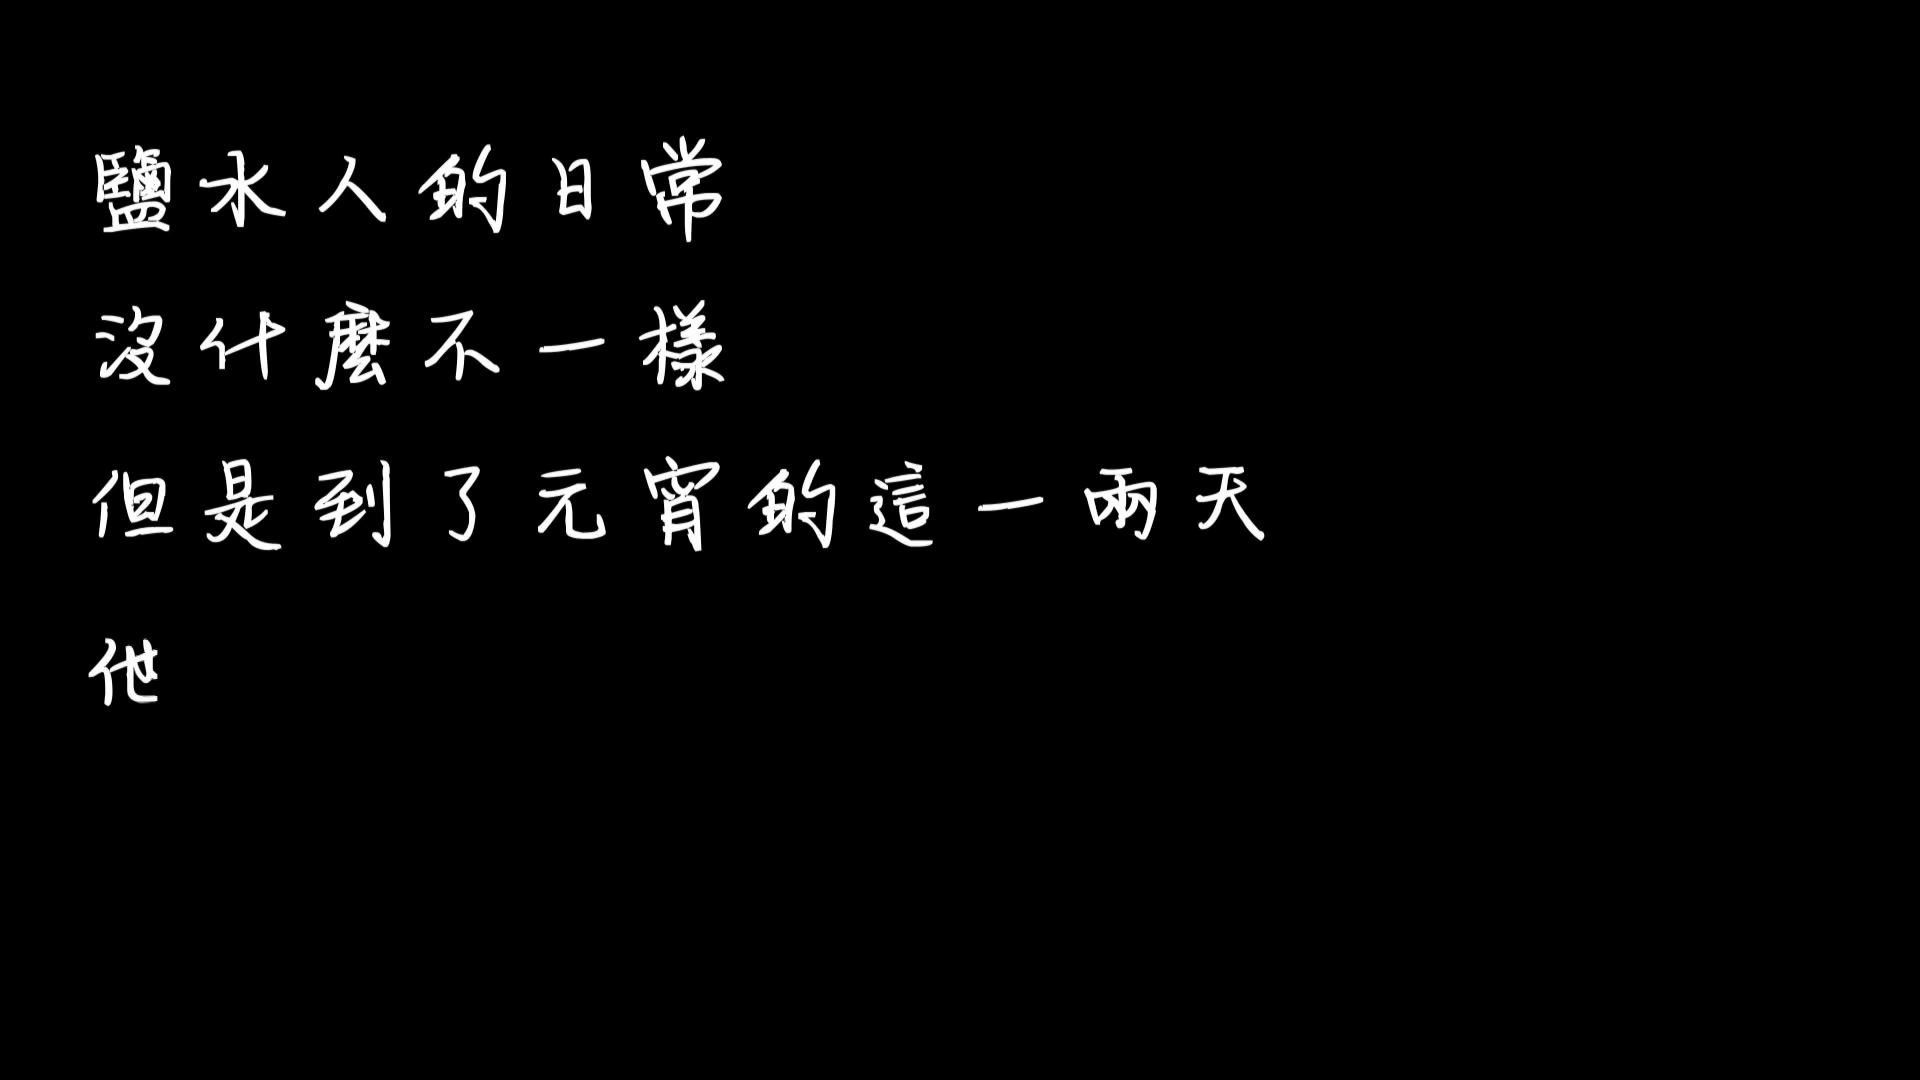 鹽水人的日常
沒什麼不一樣
但是到了元宵的這一兩天
他